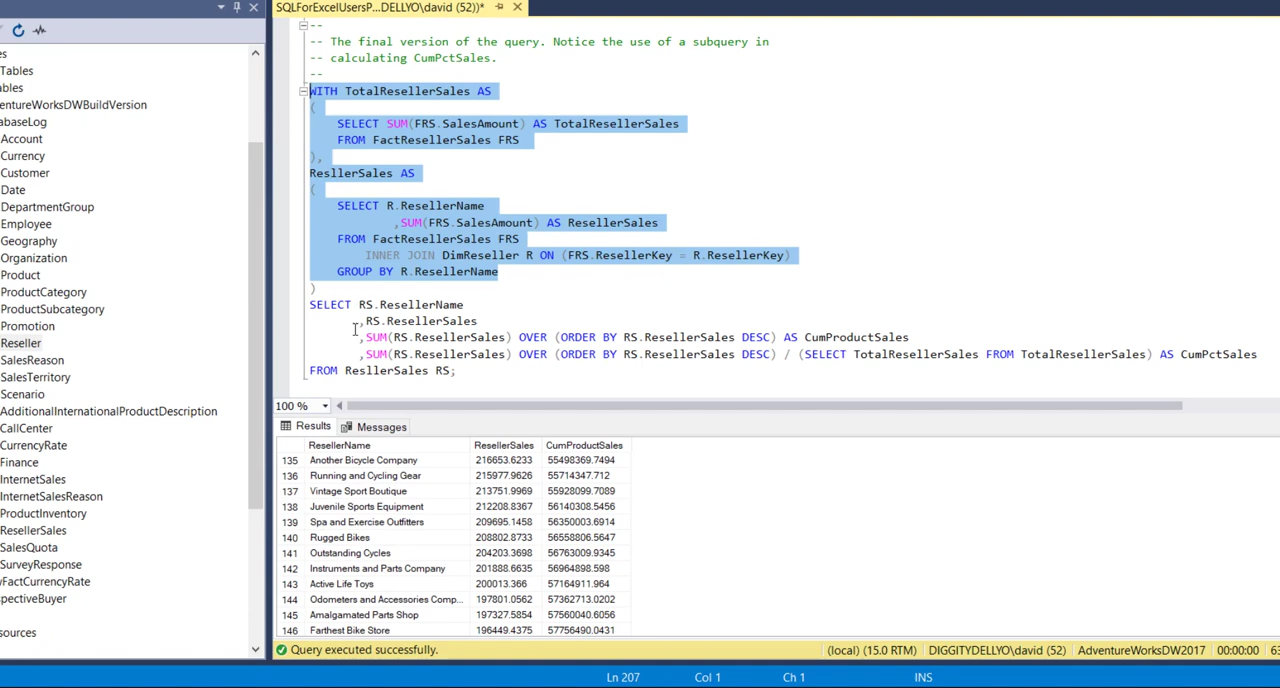 SQLForExcelUsersP...DELLYO\david (52))*
es
Tables
ables
entureWorksDWBuildVersion
abaseLog
Account
Currency
Customer
Date
DepartmentGroup
Employee
Geography
Organization
Product
ProductCategory
ProductSubcategory
Promotion
Reseller
SalesReason
SalesTerritory
Scenario
AdditionalInternationalProductDescription
CallCenter
CurrencyRate
Finance
InternetSales
InternetSalesReason
ProductInventory
ResellerSales
SalesQuota
SurveyResponse
wFactCurrencyRate
spectiveBuyer
sources
--
-- The final version of the query. Notice the use of a subquery in
-- calculating CumPctSales.
--
WITH TotalResellerSales AS
(
SELECT SUM(FRS.SalesAmount) AS TotalResellerSales
FROM FactResellerSales FRS
),
ResllerSales AS
(
SELECT R.ResellerName
,SUM(FRS.SalesAmount) AS ResellerSales
FROM FactResellerSales FRS
INNER JOIN DimReseller R ON (FRS.ResellerKey = R.ResellerKey)
GROUP BY R.ResellerName
)
SELECT RS.ResellerName
,RS.ResellerSales
,SUM(RS.ResellerSales) OVER (ORDER BY RS.ResellerSales DESC) AS CumProductSales
,SUM(RS.ResellerSales) OVER (ORDER BY RS.ResellerSales DESC) / (SELECT TotalResellerSales FROM TotalResellerSales) AS CumPctSales
FROM ResllerSales RS;
100 %
Results Messages
ResellerName ResellerSales CumProductSales
135 Another Bicycle Company 216653.6233 55498369.7494
136 Running and Cycling Gear 215977.9626 55714347.712
137 Vintage Sport Boutique 213751.9969 55928099.7089
138 Juvenile Sports Equipment 212208.8367 56140308.5456
139 Spa and Exercise Outfitters 209695.1458 56350003.6914
140 Rugged Bikes 208802.8733 56558806.5647
141 Outstanding Cycles 204203.3698 56763009.9345
142 Instruments and Parts Company 201888.6635 56964898.598
143 Active Life Toys 200013.366 57164911.964
144 Odometers and Accessories Comp... 197801.0562 57362713.0202
145 Amalgamated Parts Shop 197327.5854 57560040.6056
146 Farthest Bike Store 196449.4375 57756490.0431
Query executed successfully. (local) (15.0 RTM) DIGGITYDELLYO\david (52) AdventureWorksDW2017 00:00:00 63
Ln 207 Col 1 Ch 1 INS